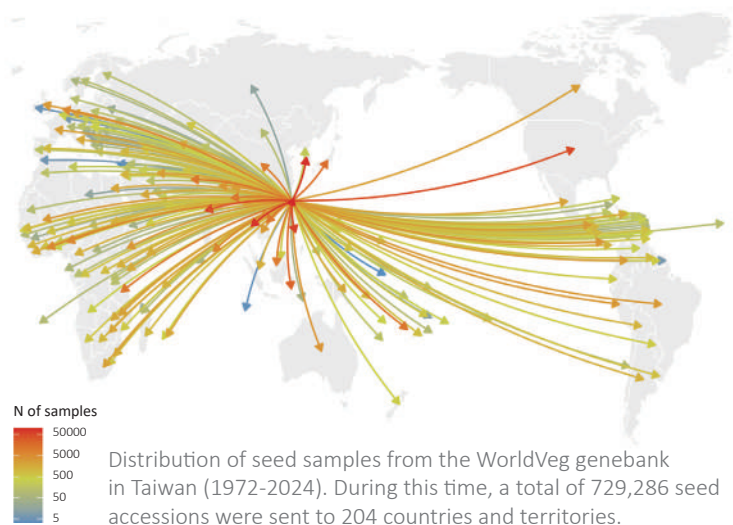 N of samples
50000
5000
500
50
5
Distribution of seed samples from the WorldVeg genebank
in Taiwan (1972-2024). During this time, a total of 729,286 seed
accessions were sent to 204 countries and territories.